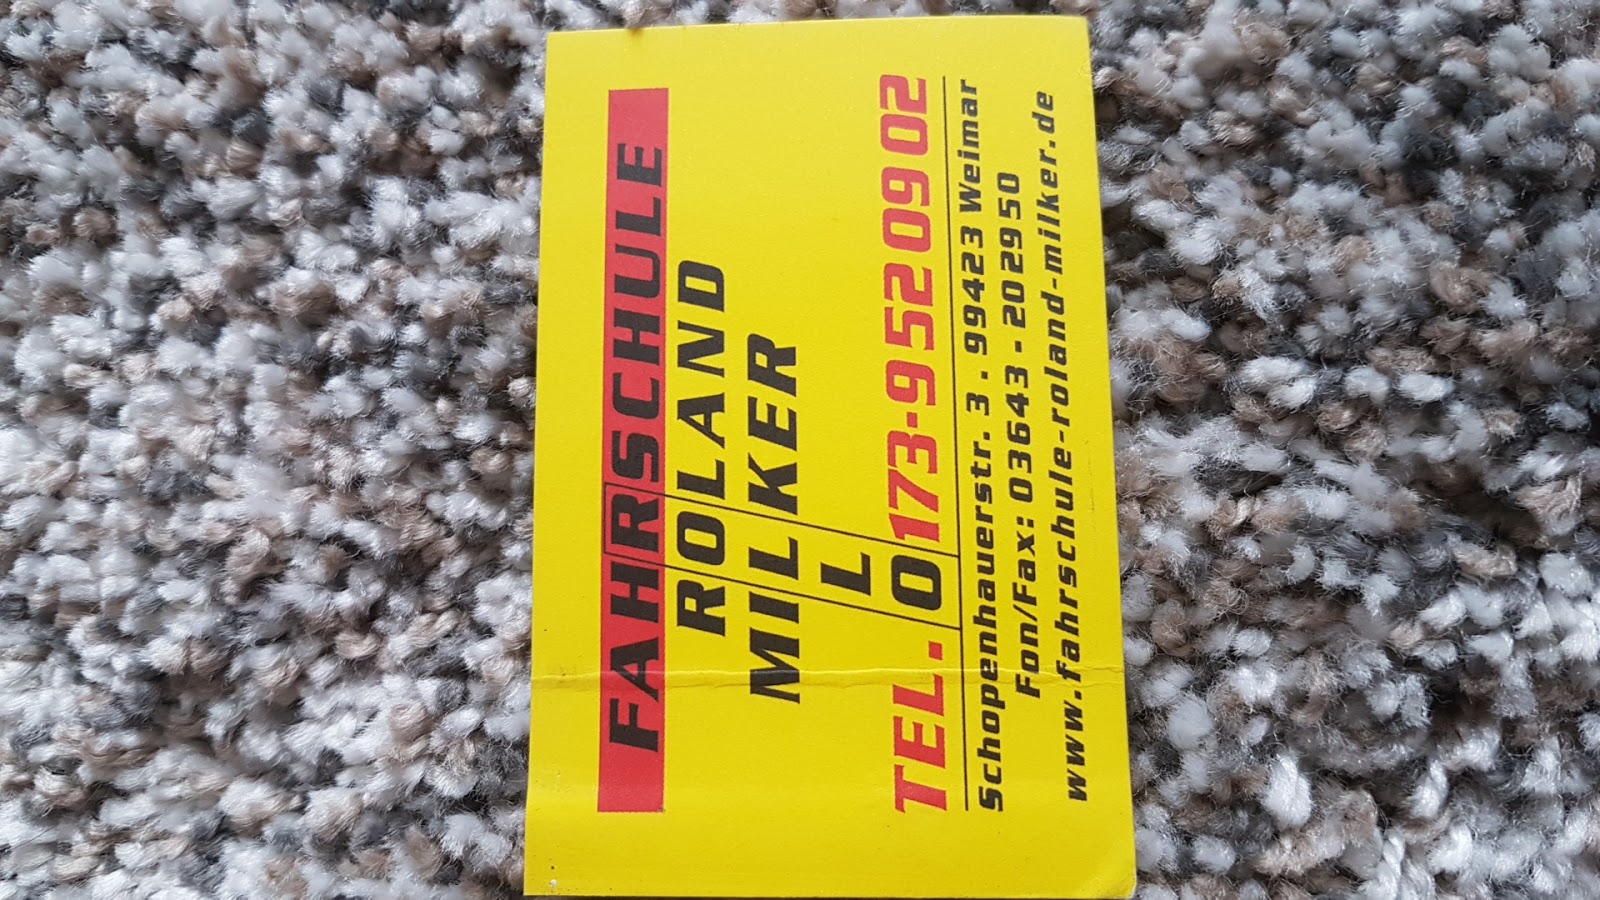 FAHRSCHULE
ROLAND
MILKER
L
TEL. 0173-9520902
Schopenhauerstr. 3 - 99423 Weimar
Fon/Fax: 03643 - 202950
www.fahrschule-roland-milker.de